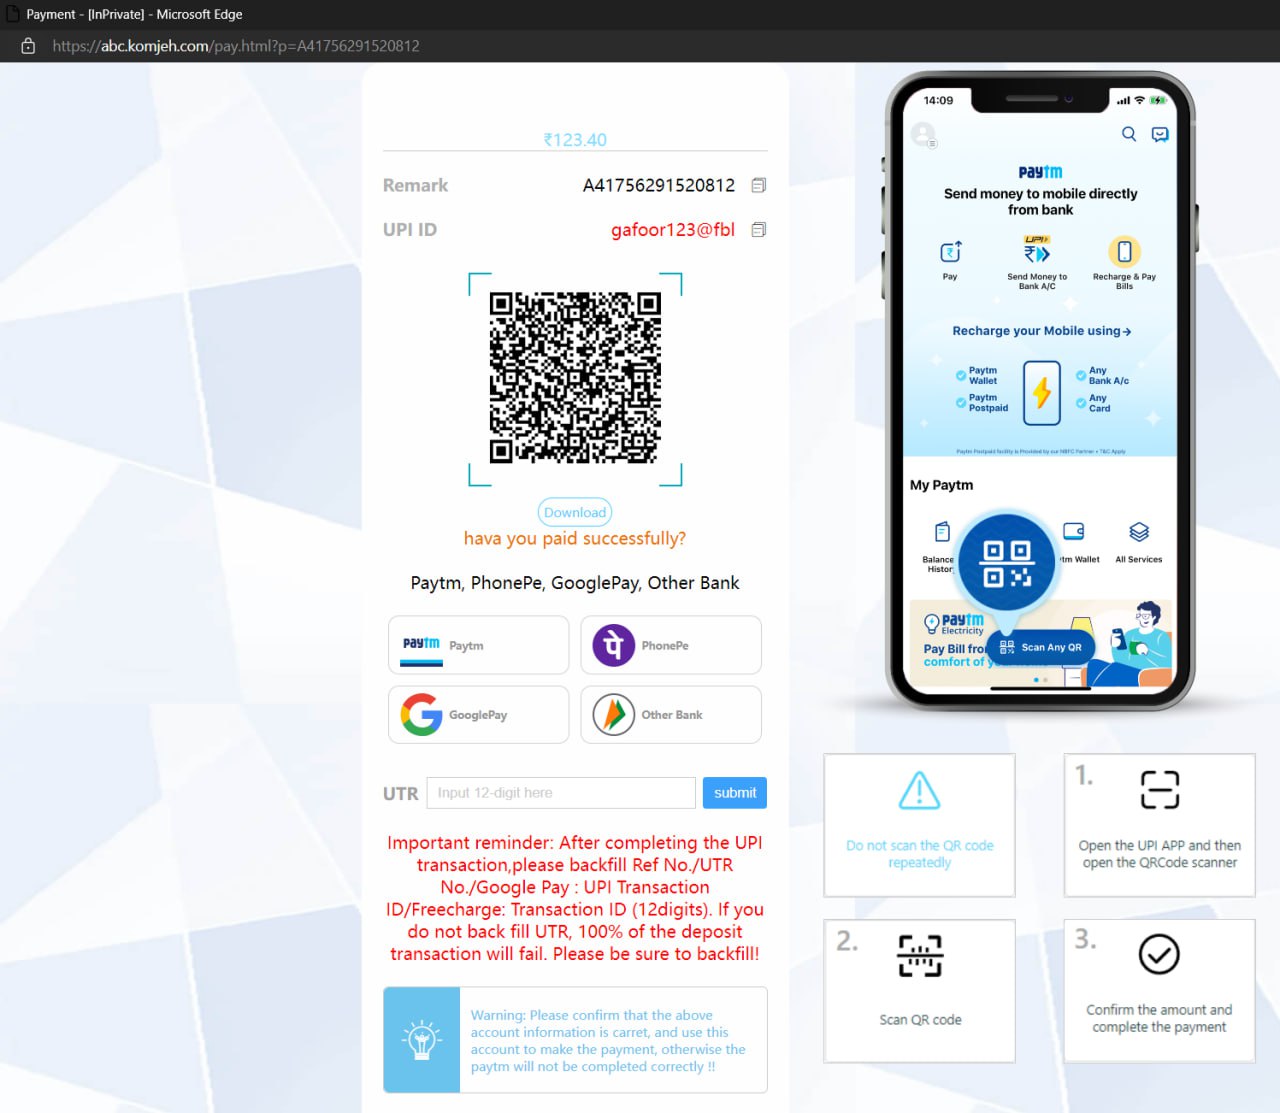 Payment - [InPrivate] - Microsoft Edge
https://abc.komjeh.com/pay.html?p=A41756291520812
₹123.40
Remark A41756291520812
UPI ID gafoor123@fbl
Download
hava you paid successfully?
Paytm, PhonePe, GooglePay, Other Bank
paytm Paytm
पे PhonePe
G GooglePay
Other Bank
UTR Input 12-digit here submit
Important reminder: After completing the UPI
transaction,please backfill Ref No./UTR
No./Google Pay : UPI Transaction
ID/Freecharge: Transaction ID (12digits). If you
do not back fill UTR, 100% of the deposit
transaction will fail. Please be sure to backfill!
Warning: Please confirm that the above
account information is carret, and use this
account to make the payment, otherwise the
paytm will not be completed correctly !!
14:09
paytm
Send money to mobile directly
from bank
UPI
Pay
Send Money to
Bank A/C
Recharge & Pay
Bills
Recharge your Mobile using
Paytm
Wallet
Paytm
Postpaid
Any
Bank A/c
Any
Card
Paytm Postpaid facility is Provided by our NBFC Partner • T&C Apply
My Paytm
Balance
Histor
tm Wallet
All Services
paytm
Electricity
Pay Bill fro
comfort of y
Scan Any QR
Do not scan the QR code
repeatedly
1.
Open the UPI APP and then
open the QRCode scanner
2.
Scan QR code
3.
Confirm the amount and
complete the payment